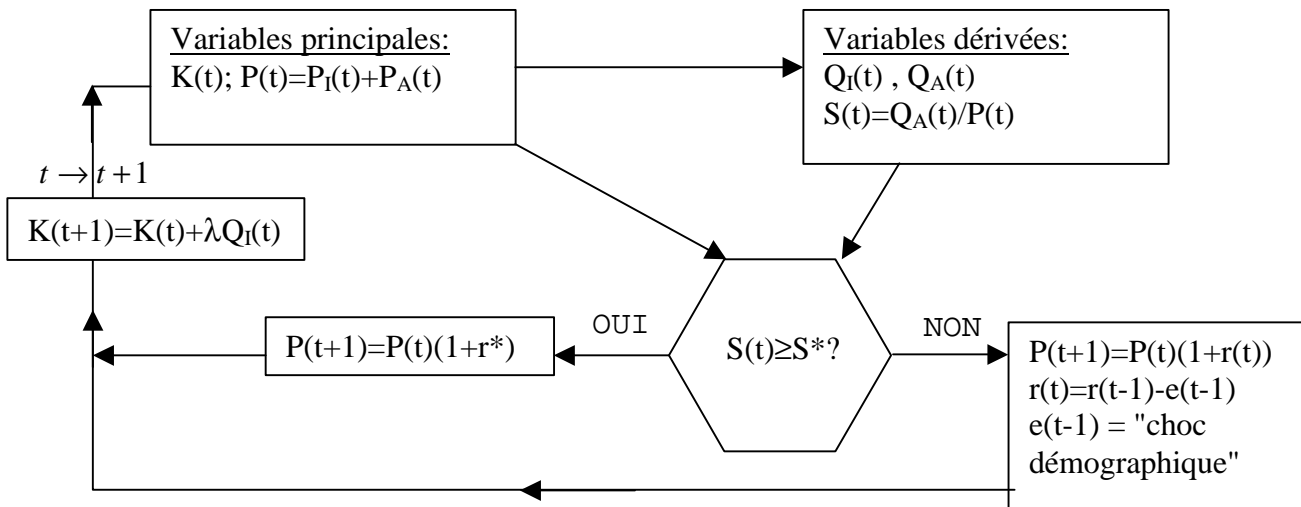 Variables principales:
K(t); P(t)=P_I(t)+P_A(t)
Variables dérivées:
Q_I(t) , Q_A(t)
S(t)=Q_A(t)/P(t)
t → t + 1
K(t+1)=K(t)+λQ_I(t)
OUI
P(t+1)=P(t)(1+r*)
S(t)≥S*?
NON
P(t+1)=P(t)(1+r(t))
r(t)=r(t-1)-e(t-1)
e(t-1) = "choc
démographique"